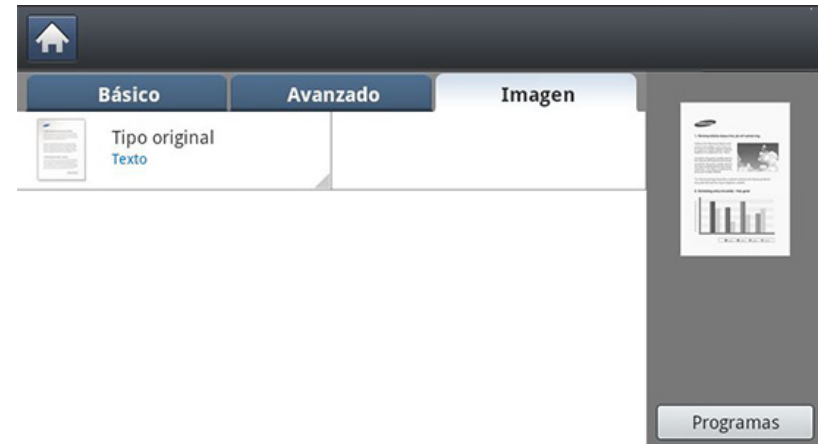 Básico
Avanzado
Imagen
Tipo original
Texto
Programas